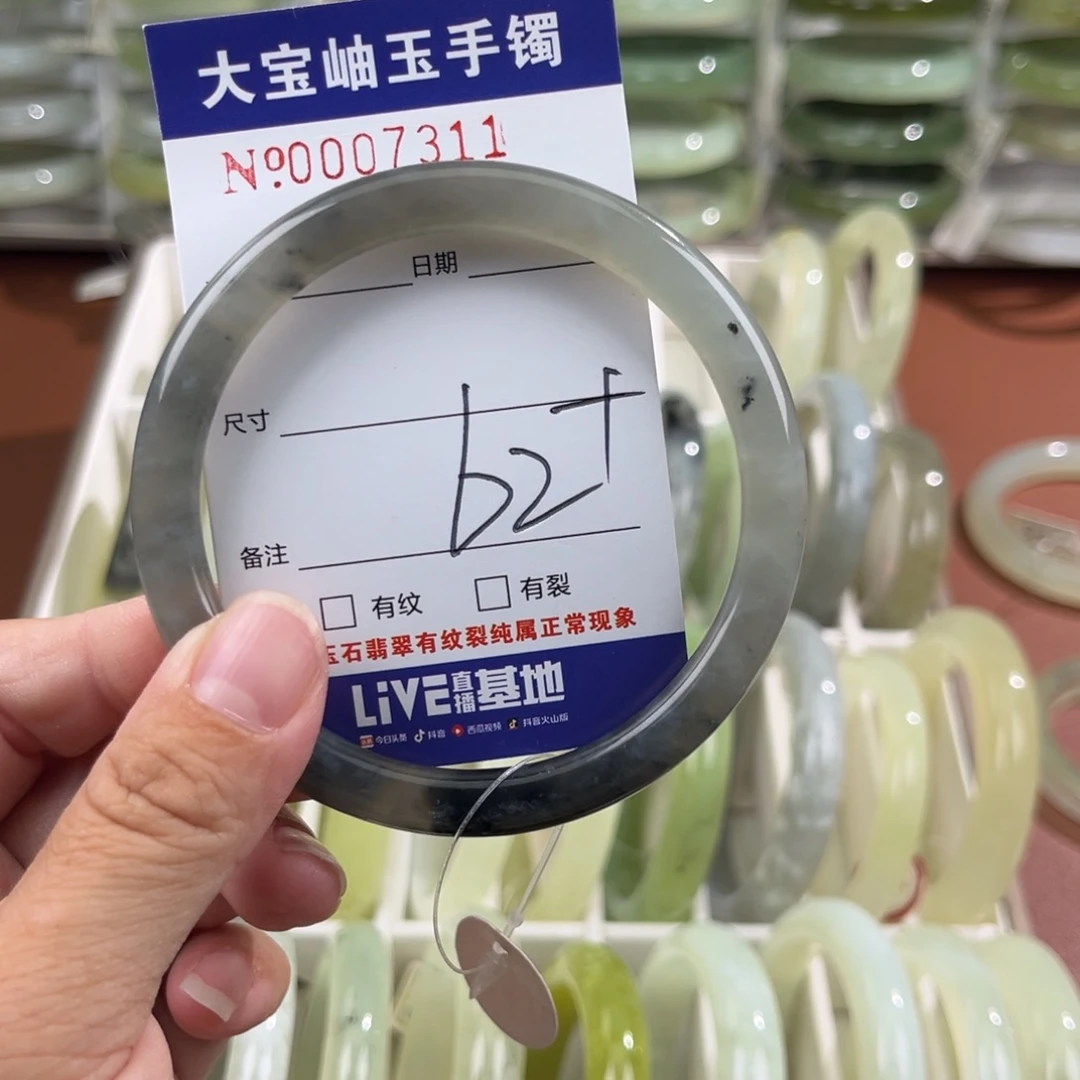 大宝岫玉手镯
Nº0007311
日期
尺寸
62+
备注
有纹 有裂
玉石翡翠有纹裂纯属正常现象
LiVE直播基地
今日头条 抖音 西瓜视频 抖音火山版